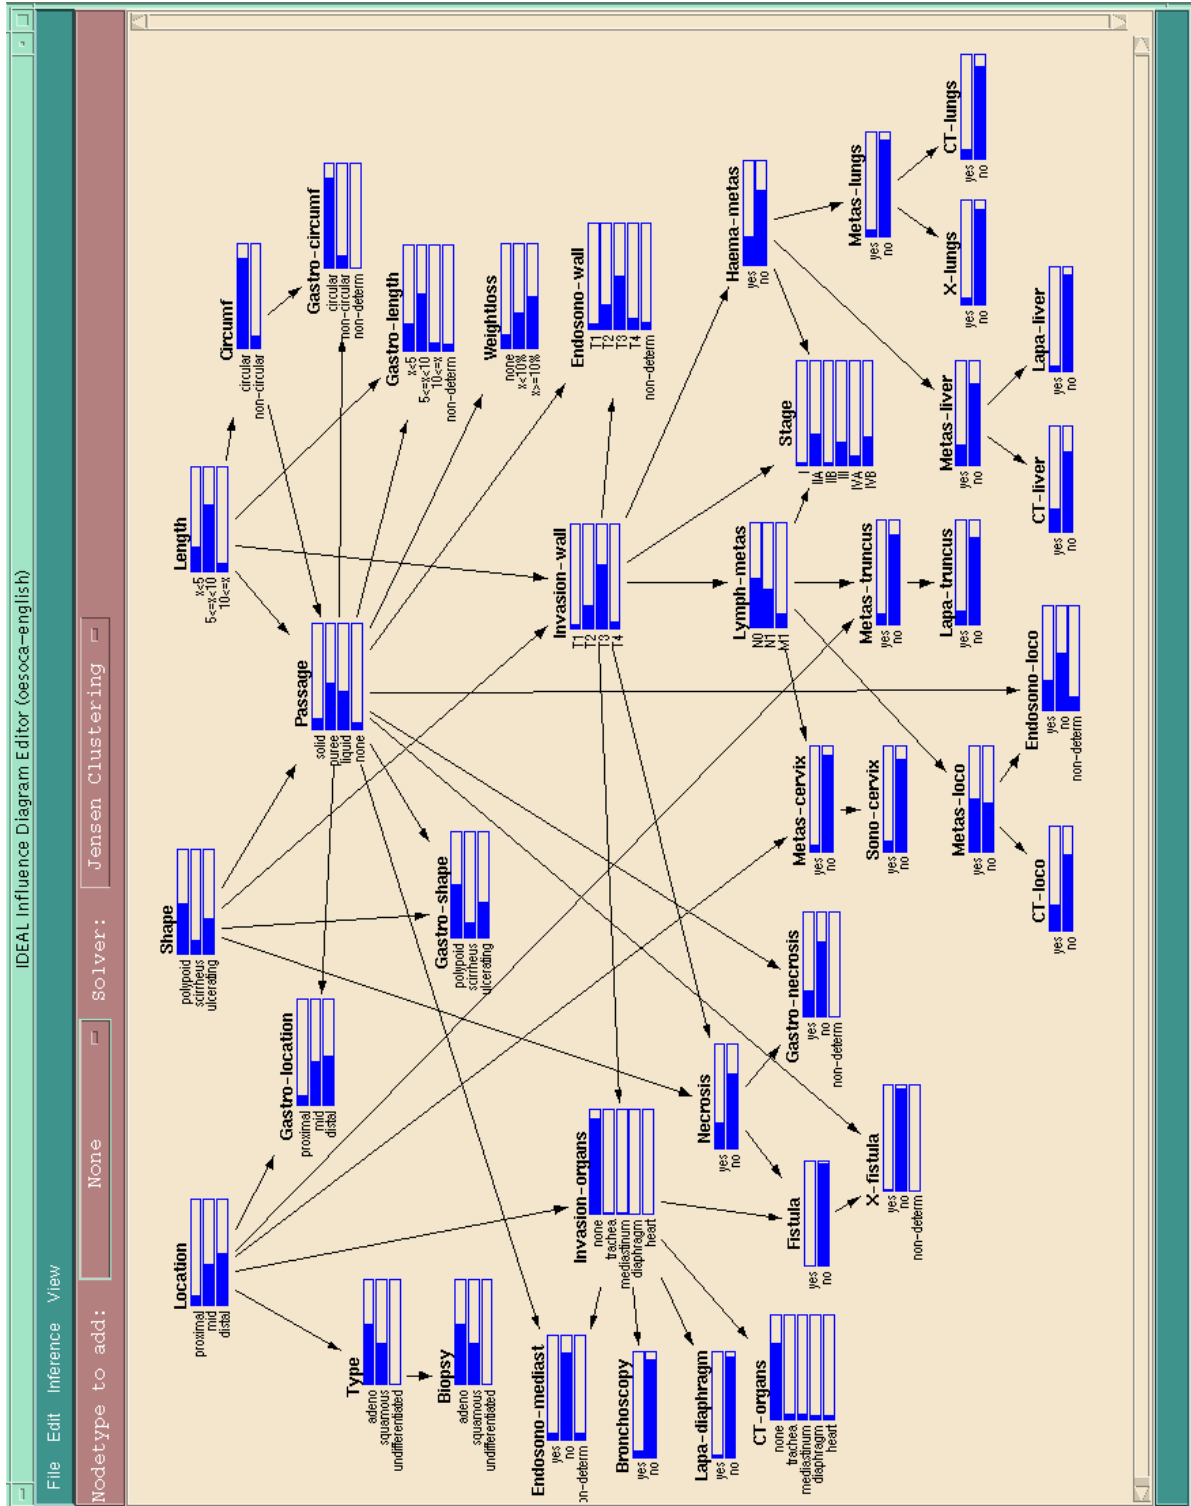 IDEAL Influence Diagram Editor (oesoca-english)
File Edit Inference View
Nodetype to add: None Solver: Jensen Clustering
Location
proximal
mid
distal
Shape
polypoid
scirrheus
ulcerating
Length
x<5
5<=x<10
10<=x
Circumf
circular
non-circular
Gastro-location
proximal
mid
distal
Passage
solid
puree
liquid
none
Gastro-circumf
circular
non-circular
non-determ
Type
adeno
squamous
undifferentiated
Gastro-length
x<5
5<=x<10
10<=x
non-determ
Biopsy
adeno
squamous
undifferentiated
Gastro-shape
polypoid
scirrheus
ulcerating
Weightloss
none
x<10%
x>=10%
Endosono-mediast
yes
no
on-determ
Invasion-organs
none
trachea
mediastinum
diaphragm
heart
Invasion-wall
T1
T2
T3
T4
Endosono-wall
T1
T2
T3
T4
non-determ
Bronchoscopy
yes
no
Lapa-diaphragm
yes
no
Necrosis
yes
no
Lymph-metas
N0
N1
M1
Haema-metas
yes
no
CT-organs
none
trachea
mediastinum
diaphragm
heart
Fistula
yes
no
Gastro-necrosis
yes
no
non-determ
Metas-cervix
yes
no
Stage
I
IIA
IIB
III
IVA
IVB
X-fistula
yes
no
non-determ
Sono-cervix
yes
no
Metas-truncus
yes
no
Metas-lungs
yes
no
Metas-loco
yes
no
Lapa-truncus
yes
no
Metas-liver
yes
no
X-lungs
yes
no
CT-lungs
yes
no
CT-loco
yes
no
Endosono-loco
yes
no
non-determ
CT-liver
yes
no
Lapa-liver
yes
no